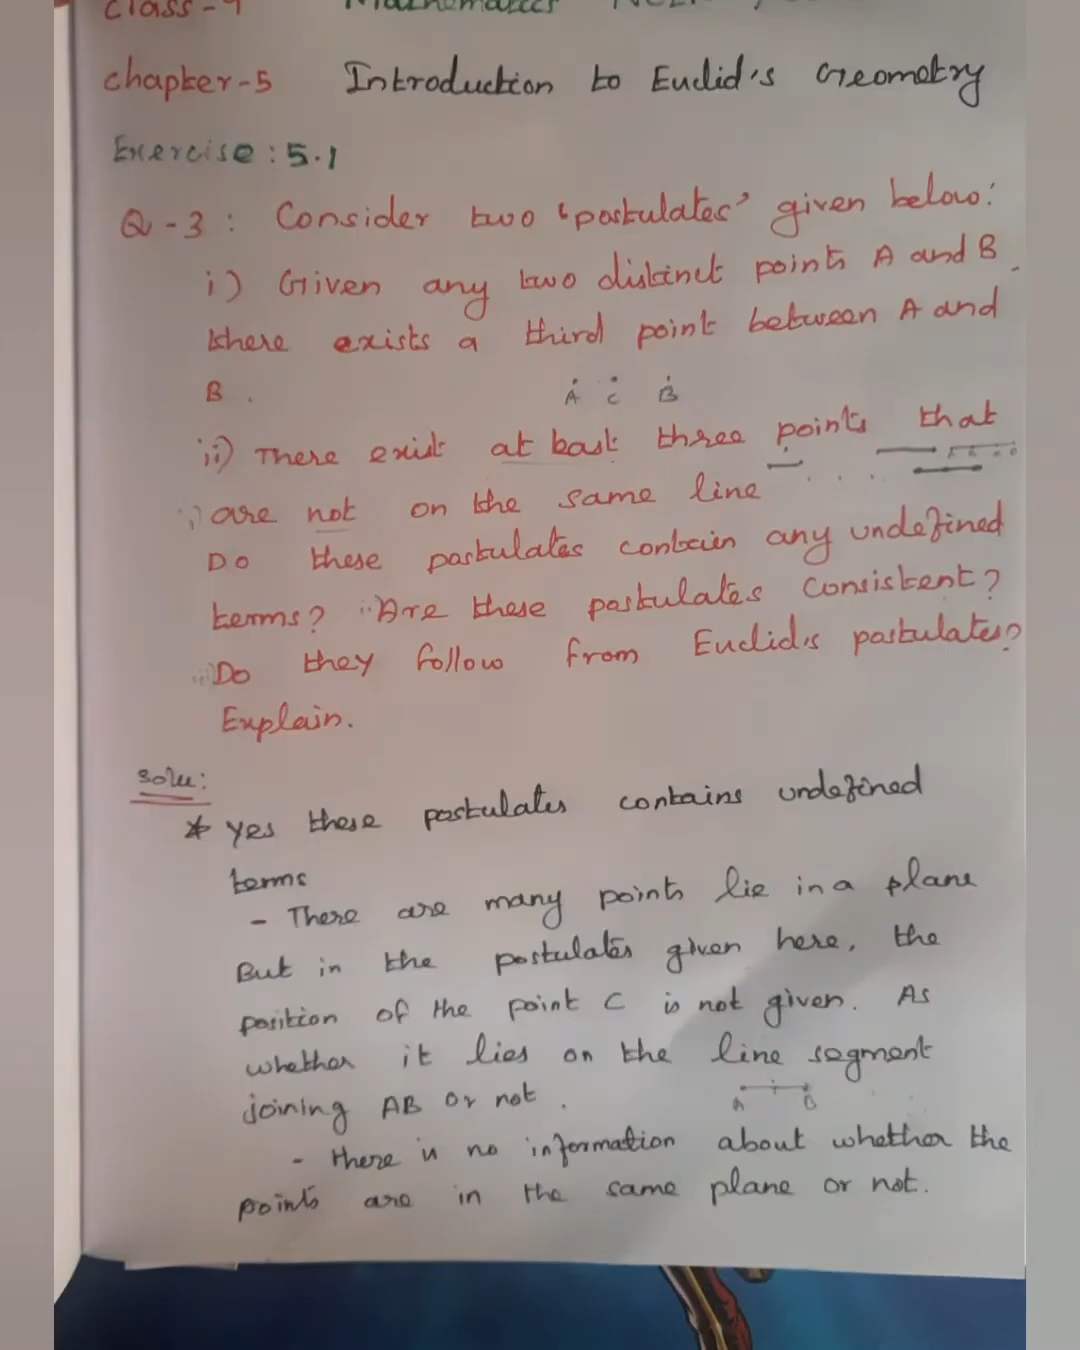 class-9 Mathematics
chapter-5 Introduction to Euclid's Geometry
Exercise: 5.1
Q-3: Consider two 'postulates' given below:
i) Given any two distinct points A and B
there exists a third point between A and
B.
A C B
ii) There exist at least three points that
are not on the same line
Do these postulates contain any undefined
terms? Are these postulates consistent?
Do they follow from Euclid's postulates?
Explain.
Solu:
* Yes these postulates contains undefined
terms
- There are many points lie in a plane
But in the postulates given here, the
position of the point C is not given. As
whether it lies on the line segment
joining AB or not.
A B
- there is no information about whether the
points are in the same plane or not.